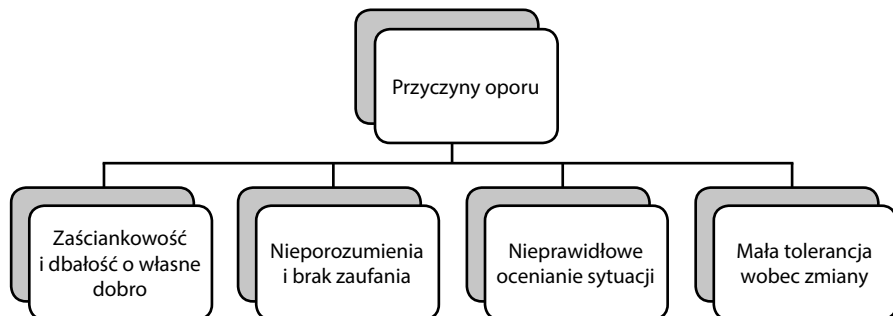 Przyczyny oporu
Zaściankowość
i dbałość o własne
dobro
Nieporozumienia
i brak zaufania
Nieprawidłowe
ocenianie sytuacji
Mała tolerancja
wobec zmiany